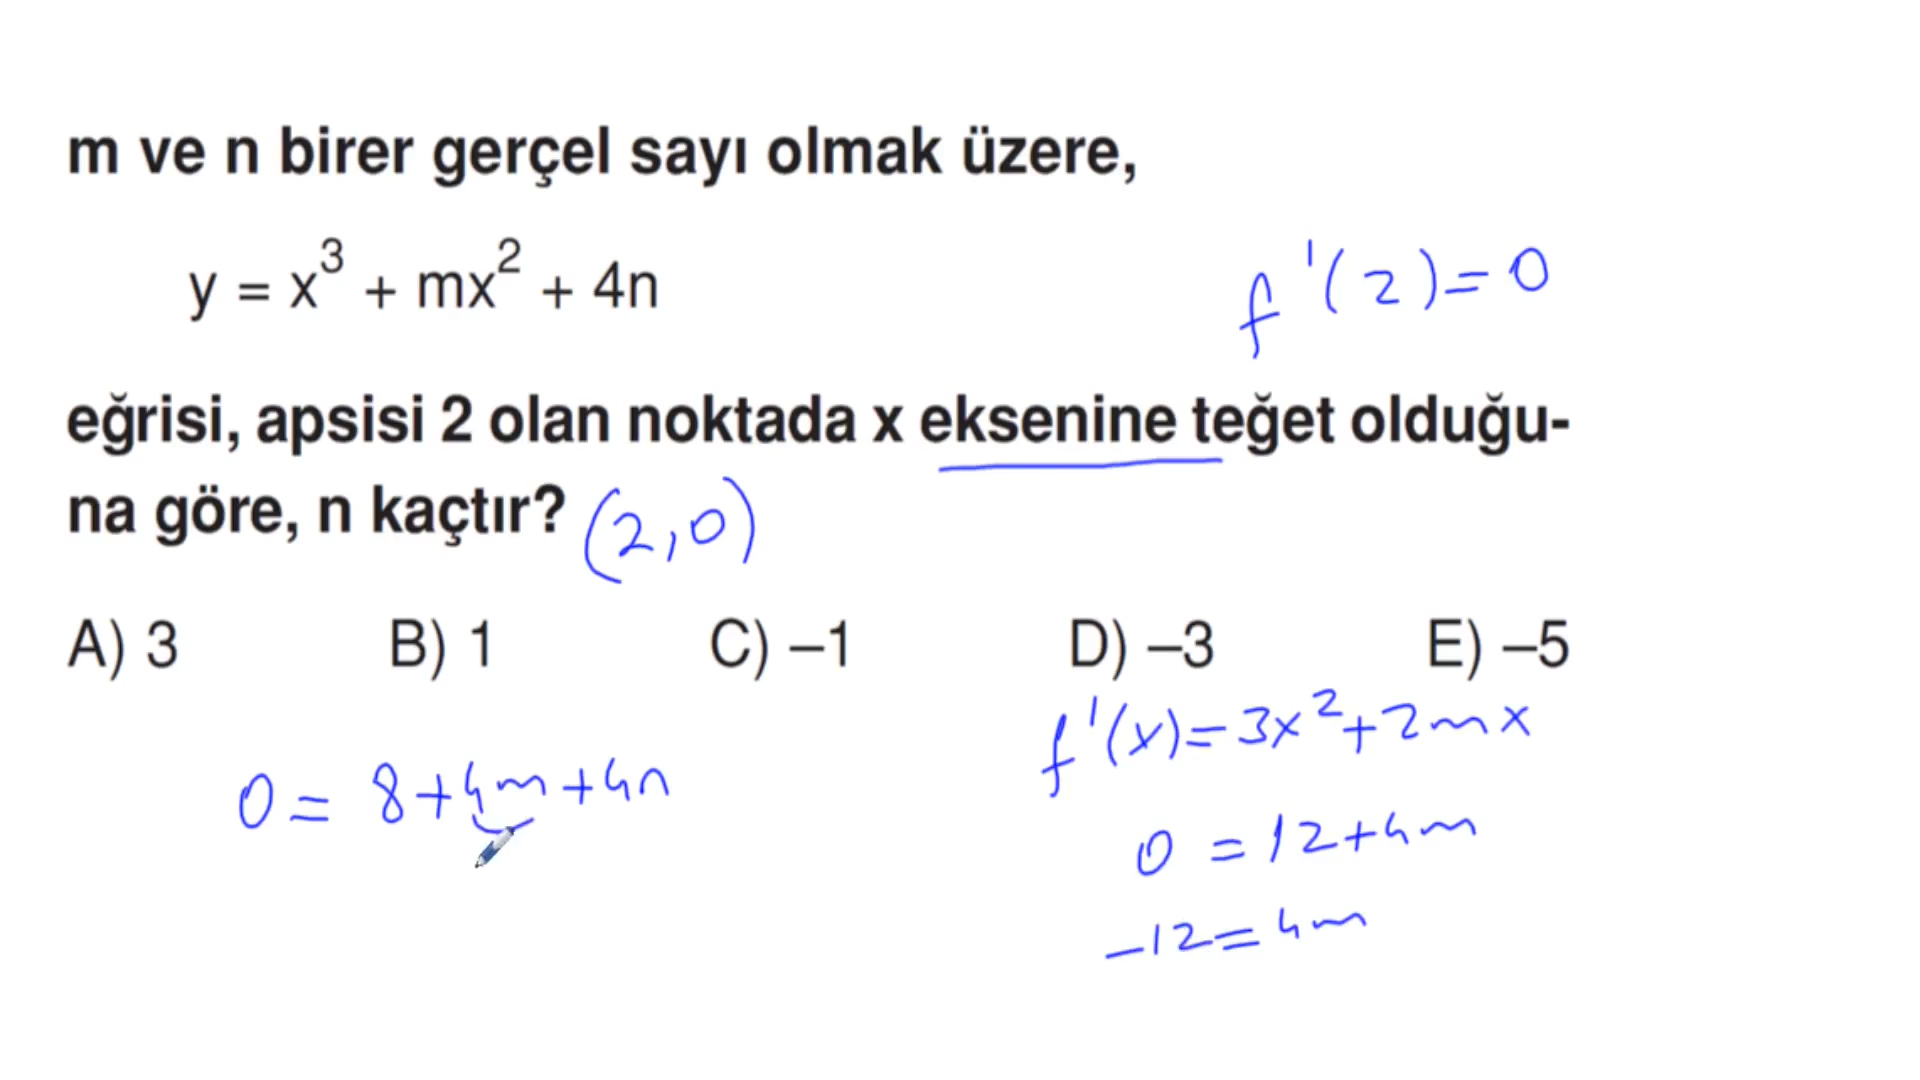 m ve n birer gerçel sayı olmak üzere,
y = x³ + mx² + 4n
f'(2)=0
eğrisi, apsisi 2 olan noktada x eksenine teğet olduğu-
na göre, n kaçtır? (2,0)
A) 3 B) 1 C) –1 D) –3 E) –5
f'(x)=3x²+2mx
0 = 8+4m+4n
0 = 12+4m
-12=4m